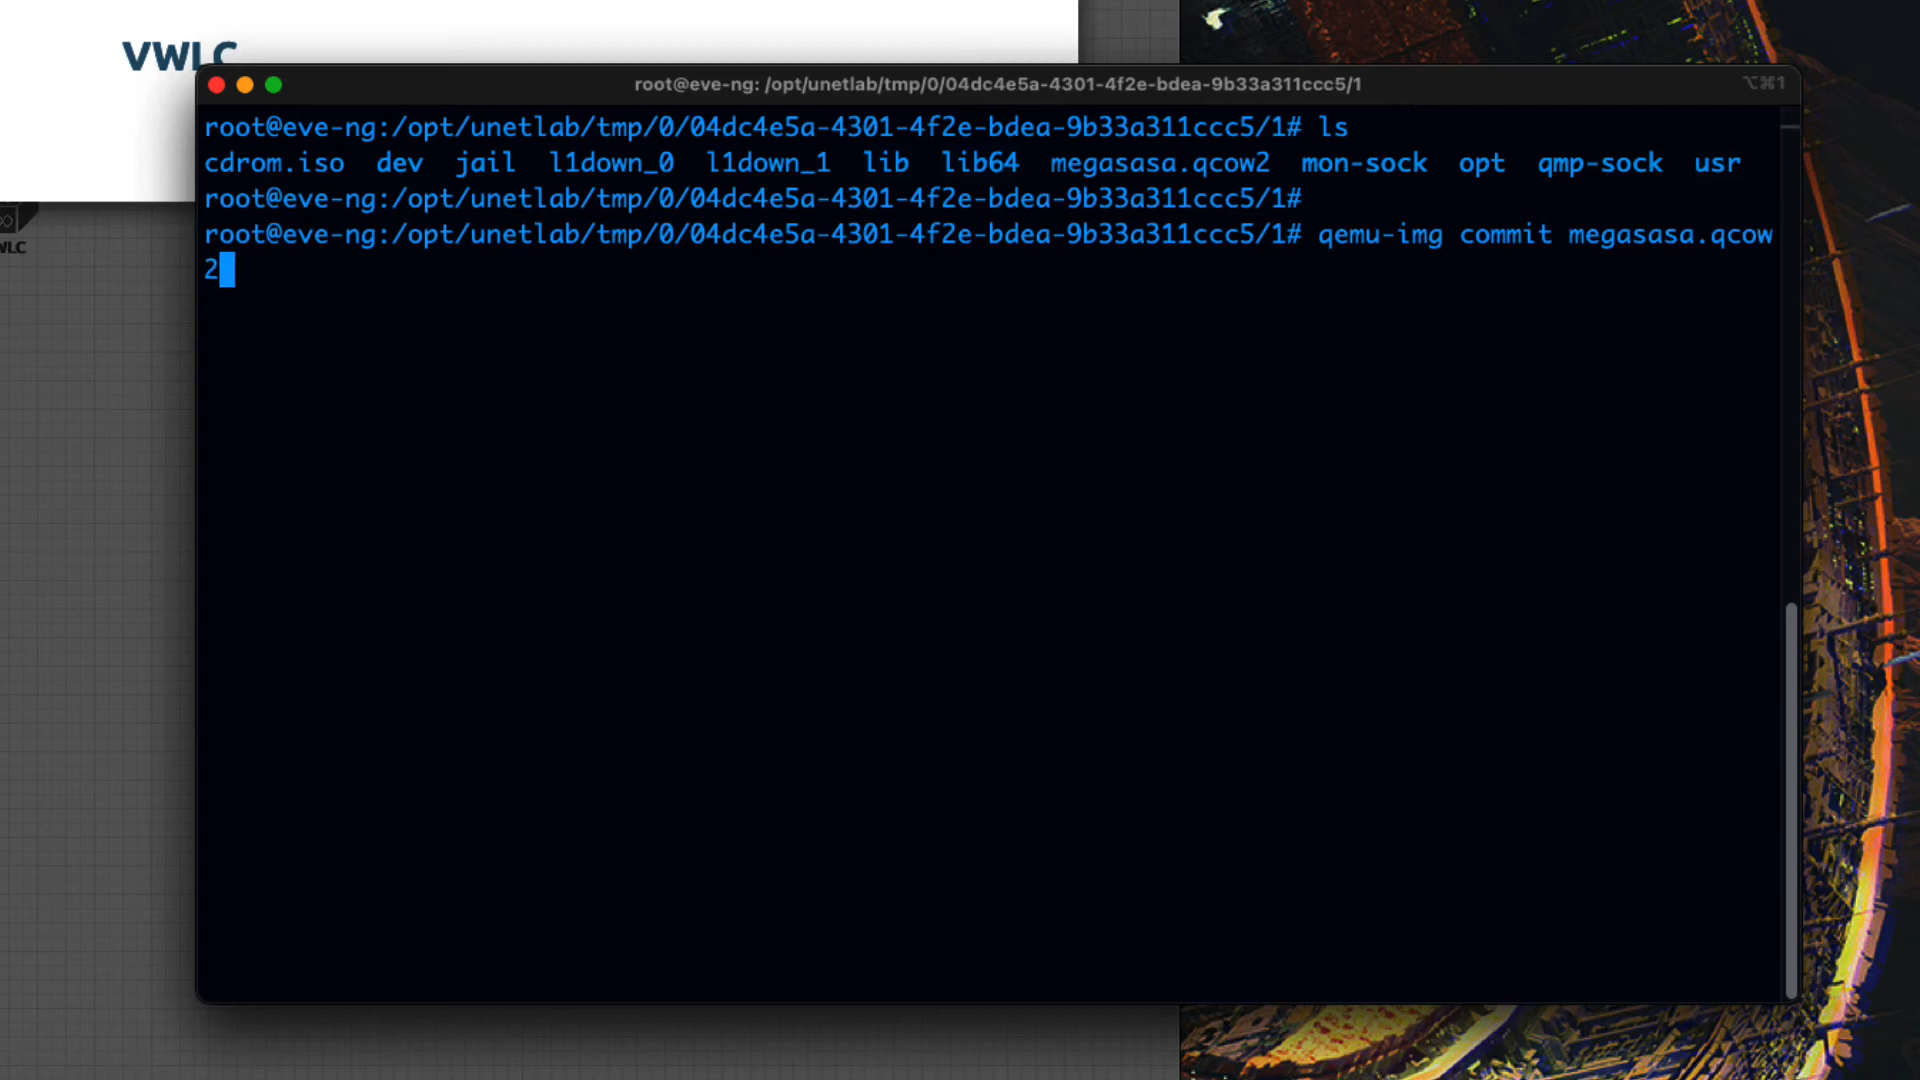 VWLC
root@eve-ng: /opt/unetlab/tmp/0/04dc4e5a-4301-4f2e-bdea-9b33a311ccc5/1
⌥⌘1
root@eve-ng:/opt/unetlab/tmp/0/04dc4e5a-4301-4f2e-bdea-9b33a311ccc5/1# ls
cdrom.iso dev jail l1down_0 l1down_1 lib lib64 megasasa.qcow2 mon-sock opt qmp-sock usr
root@eve-ng:/opt/unetlab/tmp/0/04dc4e5a-4301-4f2e-bdea-9b33a311ccc5/1#
root@eve-ng:/opt/unetlab/tmp/0/04dc4e5a-4301-4f2e-bdea-9b33a311ccc5/1# qemu-img commit megasasa.qcow
2